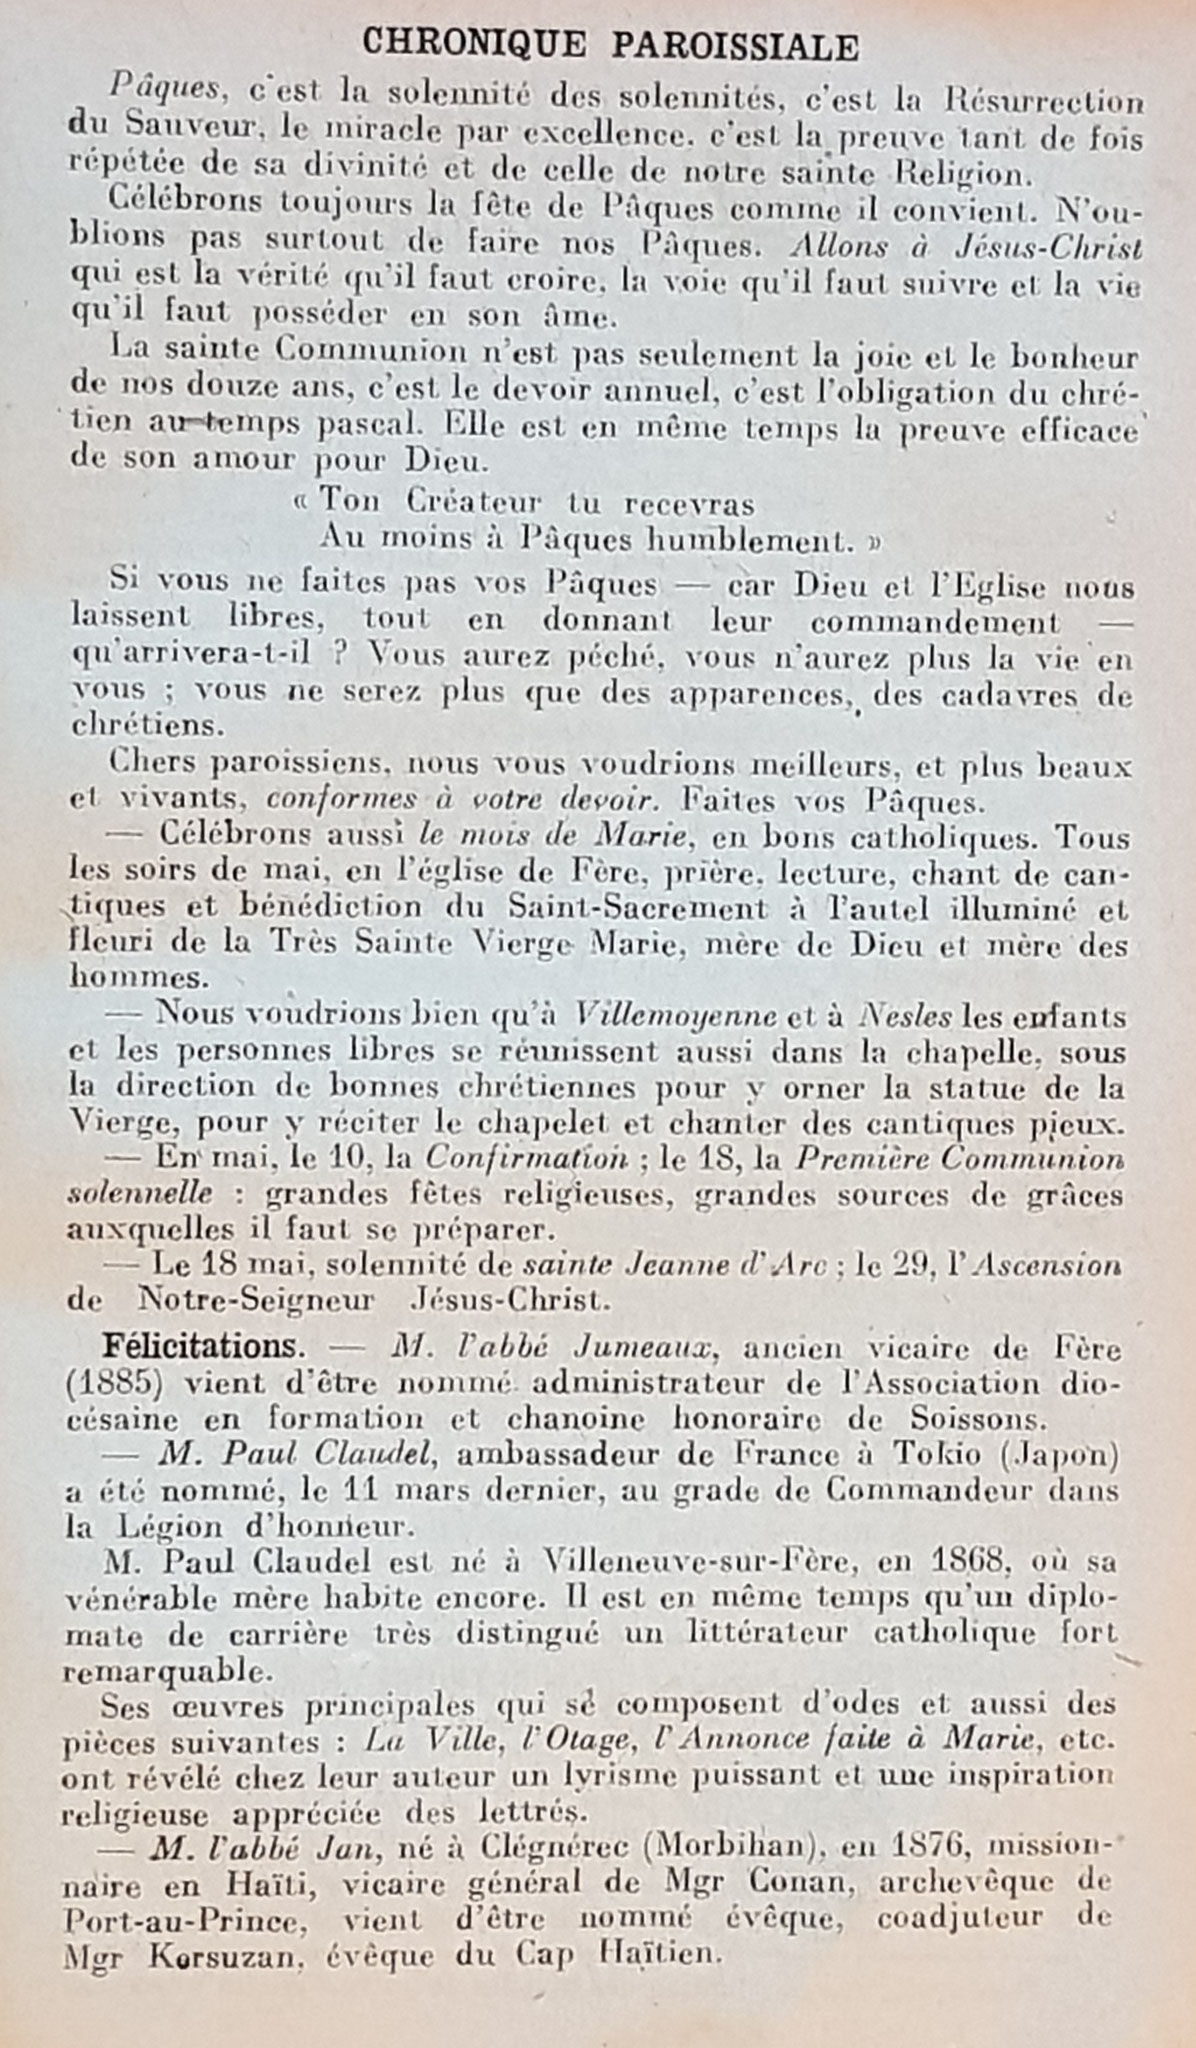 CHRONIQUE PAROISSIALE
Pâques, c'est la solennité des solennités, c'est la Résurrection
du Sauveur, le miracle par excellence. c'est la preuve tant de fois
répétée de sa divinité et de celle de notre sainte Religion.
Célébrons toujours la fête de Pâques comme il convient. N'ou-
blions pas surtout de faire nos Pâques. Allons à Jésus-Christ
qui est la vérité qu'il faut croire, la voie qu'il faut suivre et la vie
qu'il faut posséder en son âme.
La sainte Communion n'est pas seulement la joie et le bonheur
de nos douze ans, c'est le devoir annuel, c'est l'obligation du chré-
tien au temps pascal. Elle est en même temps la preuve efficace
de son amour pour Dieu.
« Ton Créateur tu recevras
Au moins à Pâques humblement. »
Si vous ne faites pas vos Pâques — car Dieu et l'Eglise nous
laissent libres, tout en donnant leur commandement —
qu'arrivera-t-il ? Vous aurez péché, vous n'aurez plus la vie en
vous ; vous ne serez plus que des apparences, des cadavres de
chrétiens.
Chers paroissiens, nous vous voudrions meilleurs, et plus beaux
et vivants, conformes à votre devoir. Faites vos Pâques.
— Célébrons aussi le mois de Marie, en bons catholiques. Tous
les soirs de mai, en l'église de Fère, prière, lecture, chant de can-
tiques et bénédiction du Saint-Sacrement à l'autel illuminé et
fleuri de la Très Sainte Vierge Marie, mère de Dieu et mère des
hommes.
— Nous voudrions bien qu'à Villemoyenne et à Nesles les enfants
et les personnes libres se réunissent aussi dans la chapelle, sous
la direction de bonnes chrétiennes pour y orner la statue de la
Vierge, pour y réciter le chapelet et chanter des cantiques pieux.
— En mai, le 10, la Confirmation ; le 18, la Première Communion
solennelle : grandes fêtes religieuses, grandes sources de grâces
auxquelles il faut se préparer.
— Le 18 mai, solennité de sainte Jeanne d'Arc ; le 29, l'Ascension
de Notre-Seigneur Jésus-Christ.
Félicitations. — M. l'abbé Jumeaux, ancien vicaire de Fère
(1885) vient d'être nommé administrateur de l'Association dio-
césaine en formation et chanoine honoraire de Soissons.
— M. Paul Claudel, ambassadeur de France à Tokio (Japon)
a été nommé, le 11 mars dernier, au grade de Commandeur dans
la Légion d'honneur.
M. Paul Claudel est né à Villeneuve-sur-Fère, en 1868, où sa
vénérable mère habite encore. Il est en même temps qu'un diplo-
mate de carrière très distingué un littérateur catholique fort
remarquable.
Ses œuvres principales qui se composent d'odes et aussi des
pièces suivantes : La Ville, l'Otage, l'Annonce faite à Marie, etc.
ont révélé chez leur auteur un lyrisme puissant et une inspiration
religieuse appréciée des lettrés.
— M. l'abbé Jan, né à Clégnérec (Morbihan), en 1876, mission-
naire en Haïti, vicaire général de Mgr Conan, archevêque de
Port-au-Prince, vient d'être nommé évêque, coadjuteur de
Mgr Kersuzan, évêque du Cap Haïtien.